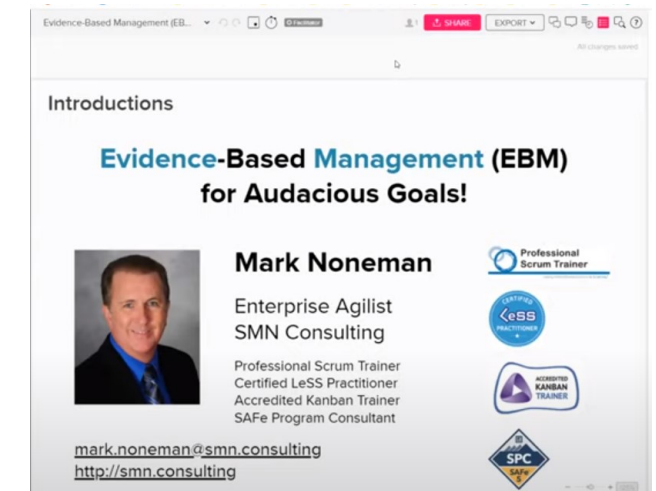 Evidence-Based Management (EB...
Facilitator
SHARE
EXPORT
All changes saved
Introductions
Evidence-Based Management (EBM)
for Audacious Goals!
Mark Noneman
Enterprise Agilist
SMN Consulting
Professional Scrum Trainer
Certified LeSS Practitioner
Accredited Kanban Trainer
SAFe Program Consultant
mark.noneman@smn.consulting
http://smn.consulting
Professional
Scrum Trainer
CERTIFIED
LeSS
PRACTITIONER
ACCREDITED
KANBAN
TRAINER
SPC
SAFe
5